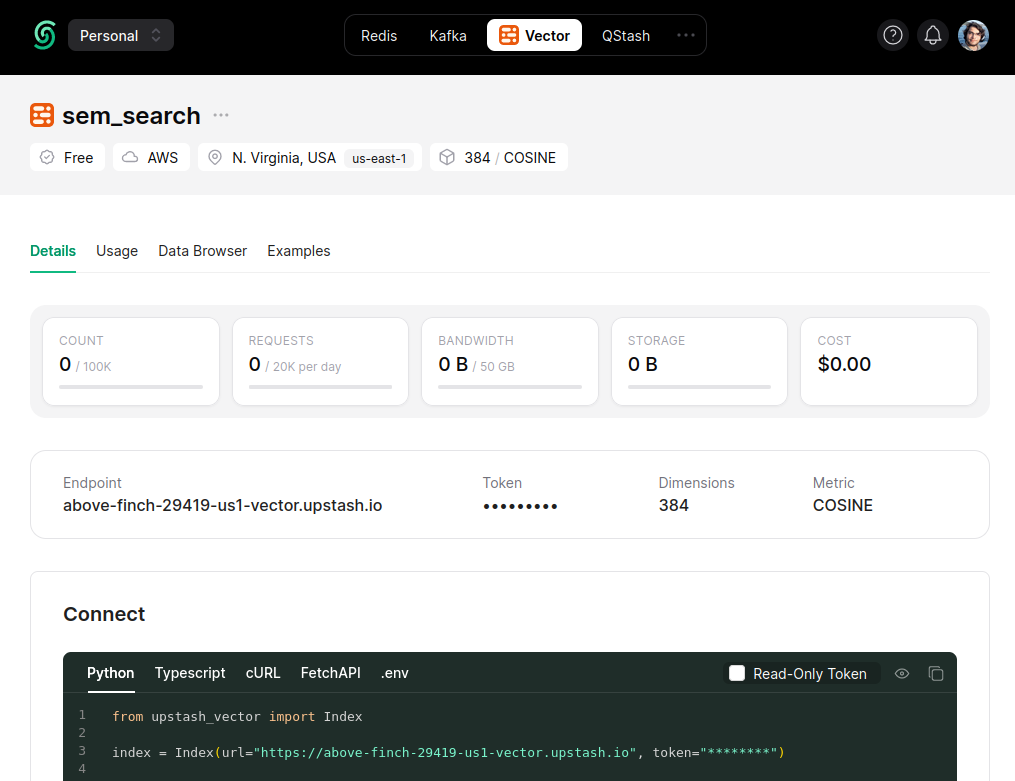 Personal Redis Kafka Vector QStash
sem_search
Free AWS N. Virginia, USA us-east-1 384 / COSINE
Details Usage Data Browser Examples
COUNT REQUESTS BANDWIDTH STORAGE COST
0 / 100K 0 / 20K per day 0 B / 50 GB 0 B $0.00
Endpoint Token Dimensions Metric
above-finch-29419-us1-vector.upstash.io ••••••••• 384 COSINE
Connect
Python Typescript cURL FetchAPI .env Read-Only Token
1 from upstash_vector import Index
2
3 index = Index(url="https://above-finch-29419-us1-vector.upstash.io", token="********")
4